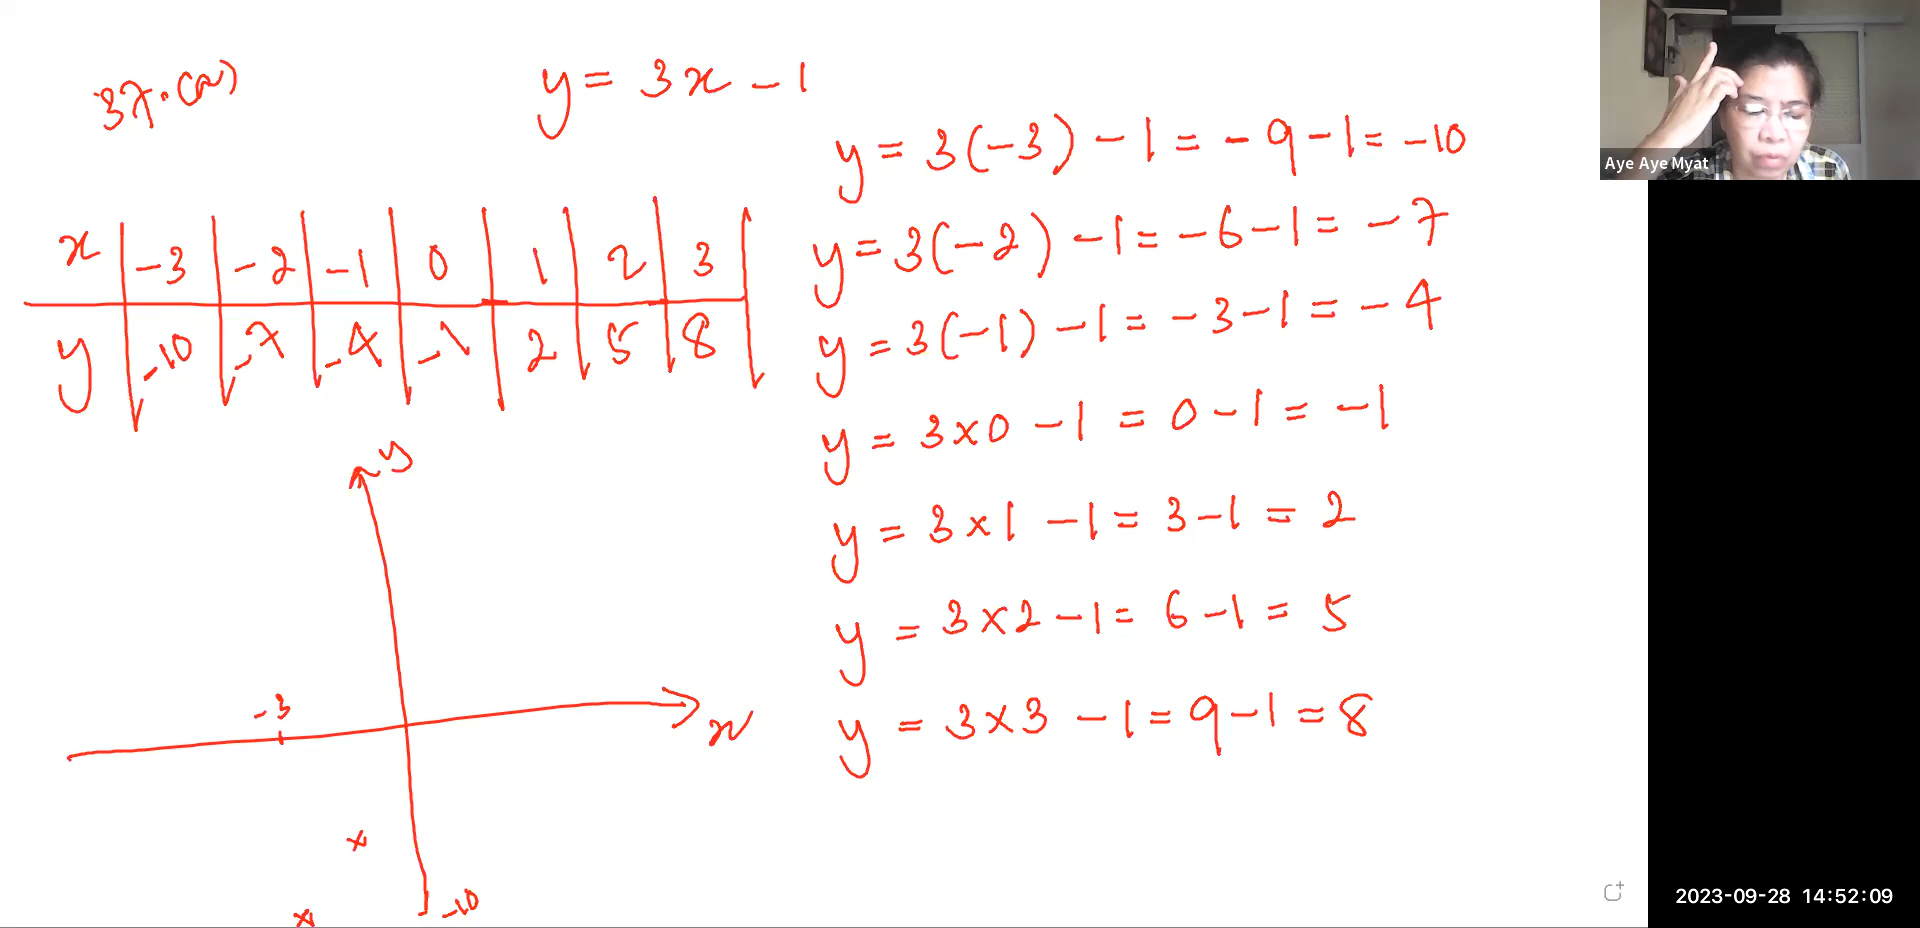 37.(a)
y = 3x - 1
x | -3 | -2 | -1 | 0 | 1 | 2 | 3
y | -10 | -7 | -4 | -1 | 2 | 5 | 8
y
-3
x
-10
y = 3(-3) - 1 = -9 - 1 = -10
y = 3(-2) - 1 = -6 - 1 = -7
y = 3(-1) - 1 = -3 - 1 = -4
y = 3×0 - 1 = 0 - 1 = -1
y = 3×1 - 1 = 3 - 1 = 2
y = 3×2 - 1 = 6 - 1 = 5
y = 3×3 - 1 = 9 - 1 = 8
Aye Aye Myat
2023-09-28 14:52:09